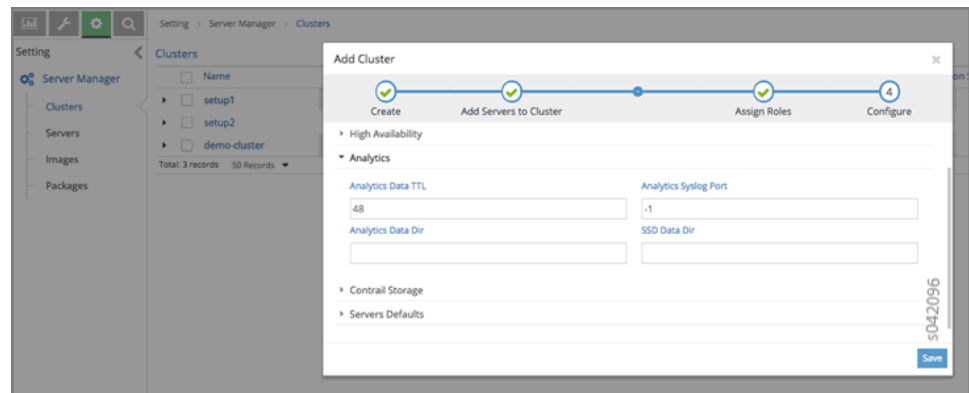 Setting > Server Manager > Clusters
Setting
Server Manager
Clusters
Servers
Images
Packages
Clusters
Name
setup1
setup2
demo-cluster
Total: 3 records 50 Records
on S
Add Cluster ×
Create
Add Servers to Cluster
Assign Roles
4
Configure
High Availability
Analytics
Analytics Data TTL
48
Analytics Syslog Port
-1
Analytics Data Dir
SSD Data Dir
Contrail Storage
Servers Defaults
Save
s042096